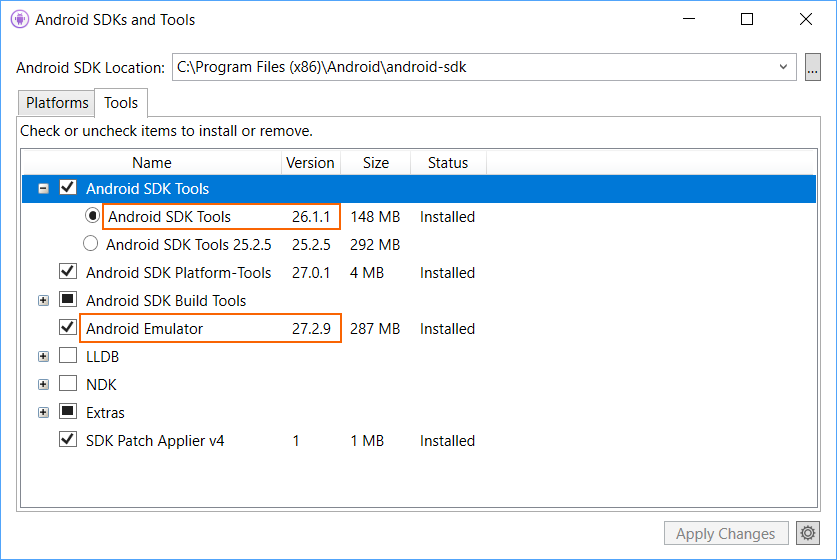 Android SDKs and Tools
Android SDK Location: C:\Program Files (x86)\Android\android-sdk ...
Platforms Tools
Check or uncheck items to install or remove.
Name Version Size Status
Android SDK Tools
Android SDK Tools 26.1.1 148 MB Installed
Android SDK Tools 25.2.5 25.2.5 292 MB
Android SDK Platform-Tools 27.0.1 4 MB Installed
Android SDK Build Tools
Android Emulator 27.2.9 287 MB Installed
LLDB
NDK
Extras
SDK Patch Applier v4 1 1 MB Installed
Apply Changes